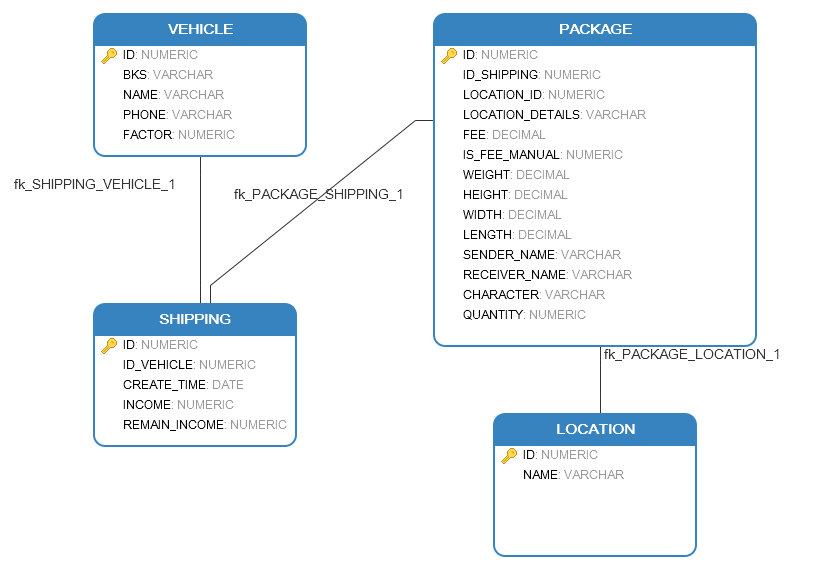 VEHICLE
ID: NUMERIC
BKS: VARCHAR
NAME: VARCHAR
PHONE: VARCHAR
FACTOR: NUMERIC
PACKAGE
ID: NUMERIC
ID_SHIPPING: NUMERIC
LOCATION_ID: NUMERIC
LOCATION_DETAILS: VARCHAR
FEE: DECIMAL
IS_FEE_MANUAL: NUMERIC
WEIGHT: DECIMAL
HEIGHT: DECIMAL
WIDTH: DECIMAL
LENGTH: DECIMAL
SENDER_NAME: VARCHAR
RECEIVER_NAME: VARCHAR
CHARACTER: VARCHAR
QUANTITY: NUMERIC
fk_SHIPPING_VEHICLE_1
fk_PACKAGE_SHIPPING_1
SHIPPING
ID: NUMERIC
ID_VEHICLE: NUMERIC
CREATE_TIME: DATE
INCOME: NUMERIC
REMAIN_INCOME: NUMERIC
fk_PACKAGE_LOCATION_1
LOCATION
ID: NUMERIC
NAME: VARCHAR